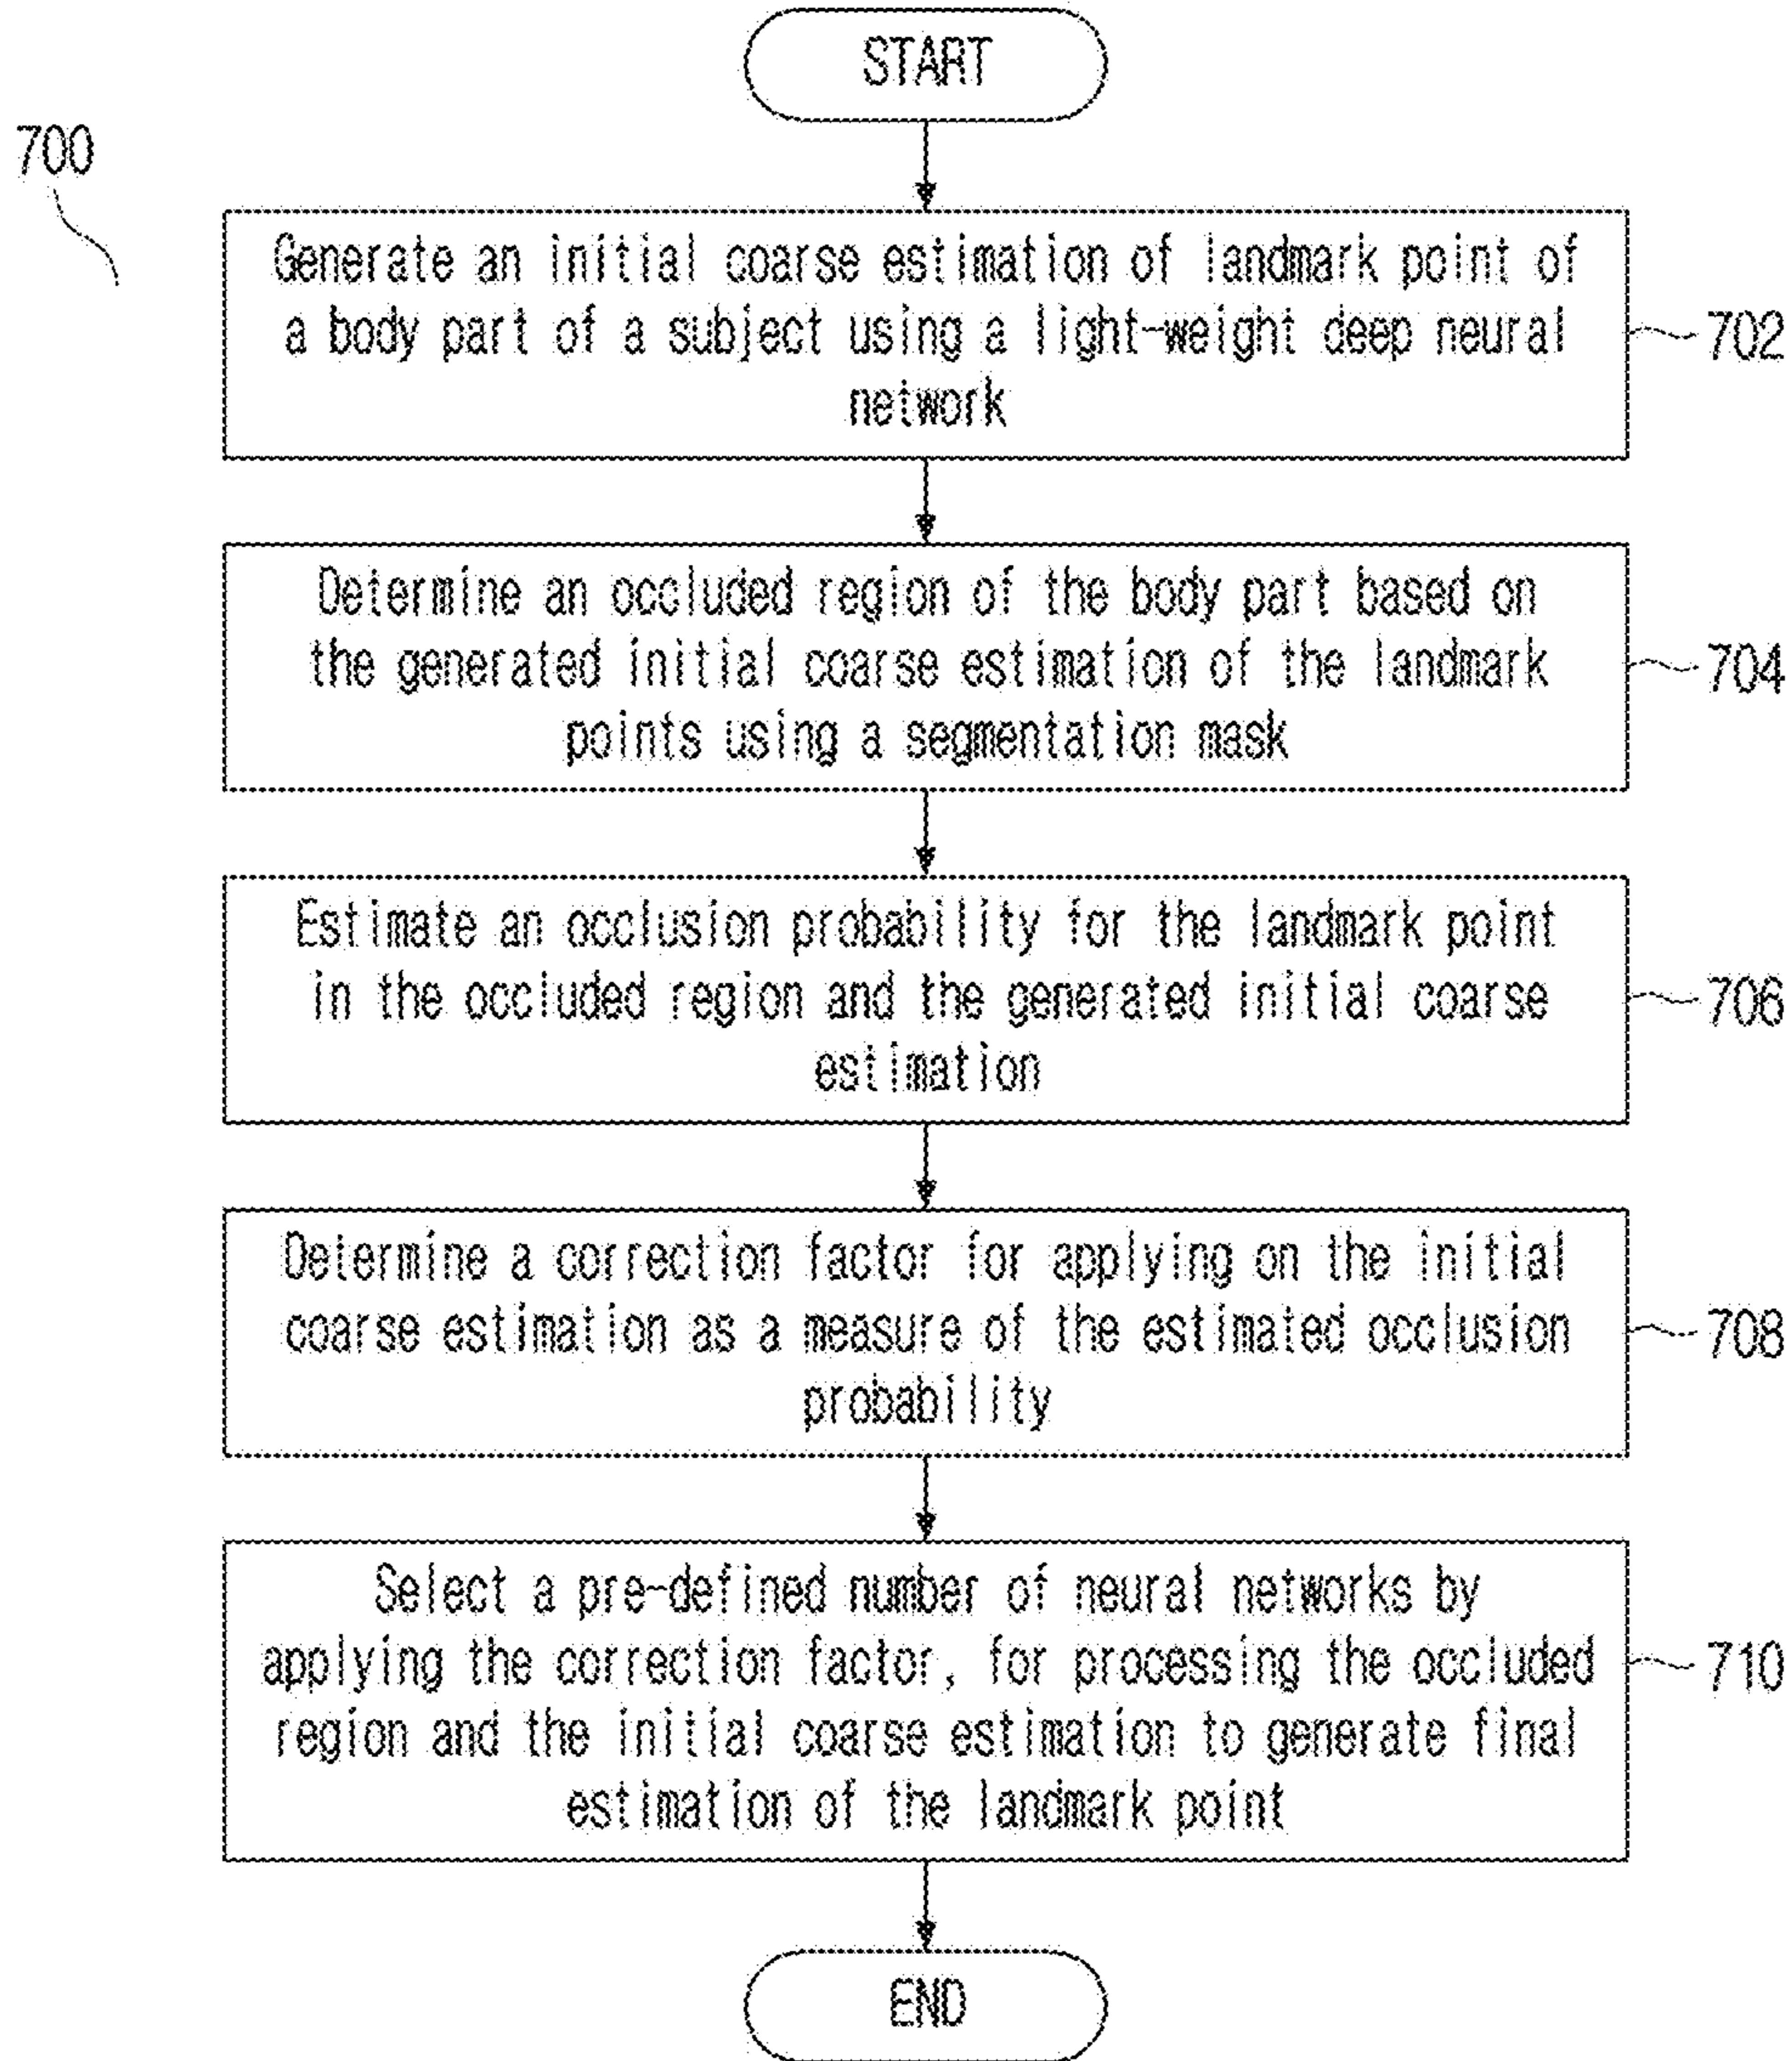 START
700
Generate an initial coarse estimation of landmark point of
a body part of a subject using a light-weight deep neural
network
702
Determine an occluded region of the body part based on
the generated initial coarse estimation of the landmark
points using a segmentation mask
704
Estimate an occlusion probability for the landmark point
in the occluded region and the generated initial coarse
estimation
706
Determine a correction factor for applying on the initial
coarse estimation as a measure of the estimated occlusion
probability
708
Select a pre-defined number of neural networks by
applying the correction factor, for processing the occluded
region and the initial coarse estimation to generate final
estimation of the landmark point
710
END